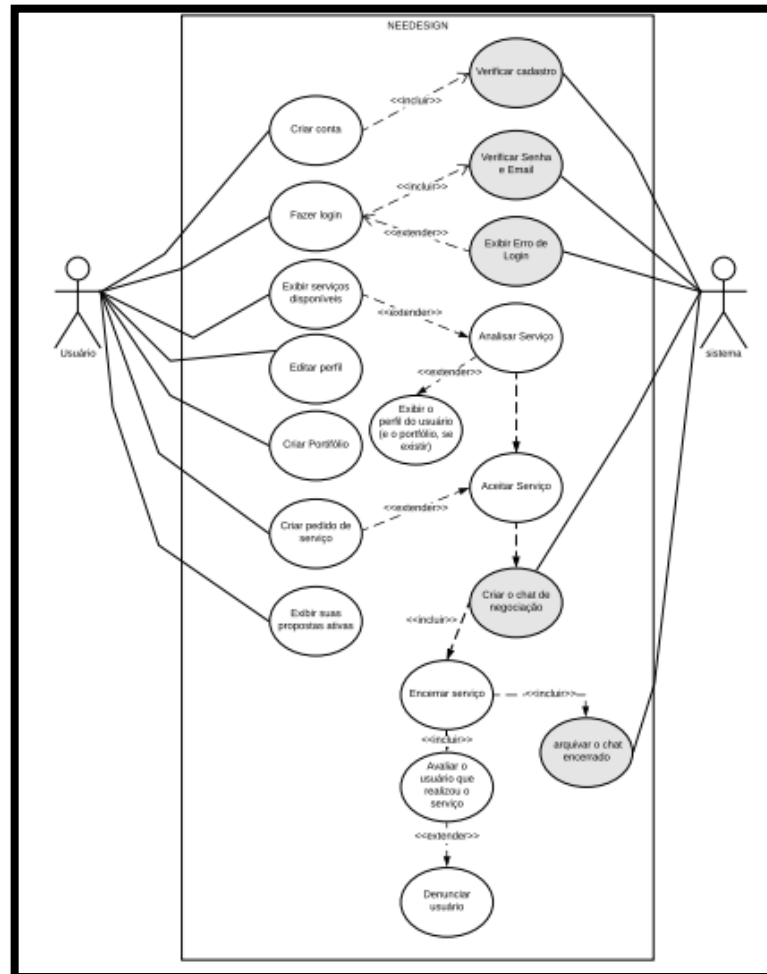 NEEDESIGN
Verificar cadastro
<<incluir>>
Criar conta
Verificar Senha
e Email
<<incluir>>
Fazer login
<<extender>>
Exibir Erro de
Login
Exibir serviços
disponíveis
<<extender>>
Analisar Serviço
Usuário
sistema
Editar perfil
<<extender>>
Exibir o
perfil do usuário
(e o portfólio, se
existir)
Criar Portifólio
Aceitar Serviço
<<extender>>
Criar pedido de
serviço
Criar o chat de
negociação
Exibir suas
propostas ativas
<<incluir>>
Encerrar serviço
<<incluir>>
<<incluir>>
arquivar o chat
encerrado
Avaliar o
usuário que
realizou o
serviço
<<extender>>
Denunciar
usuário